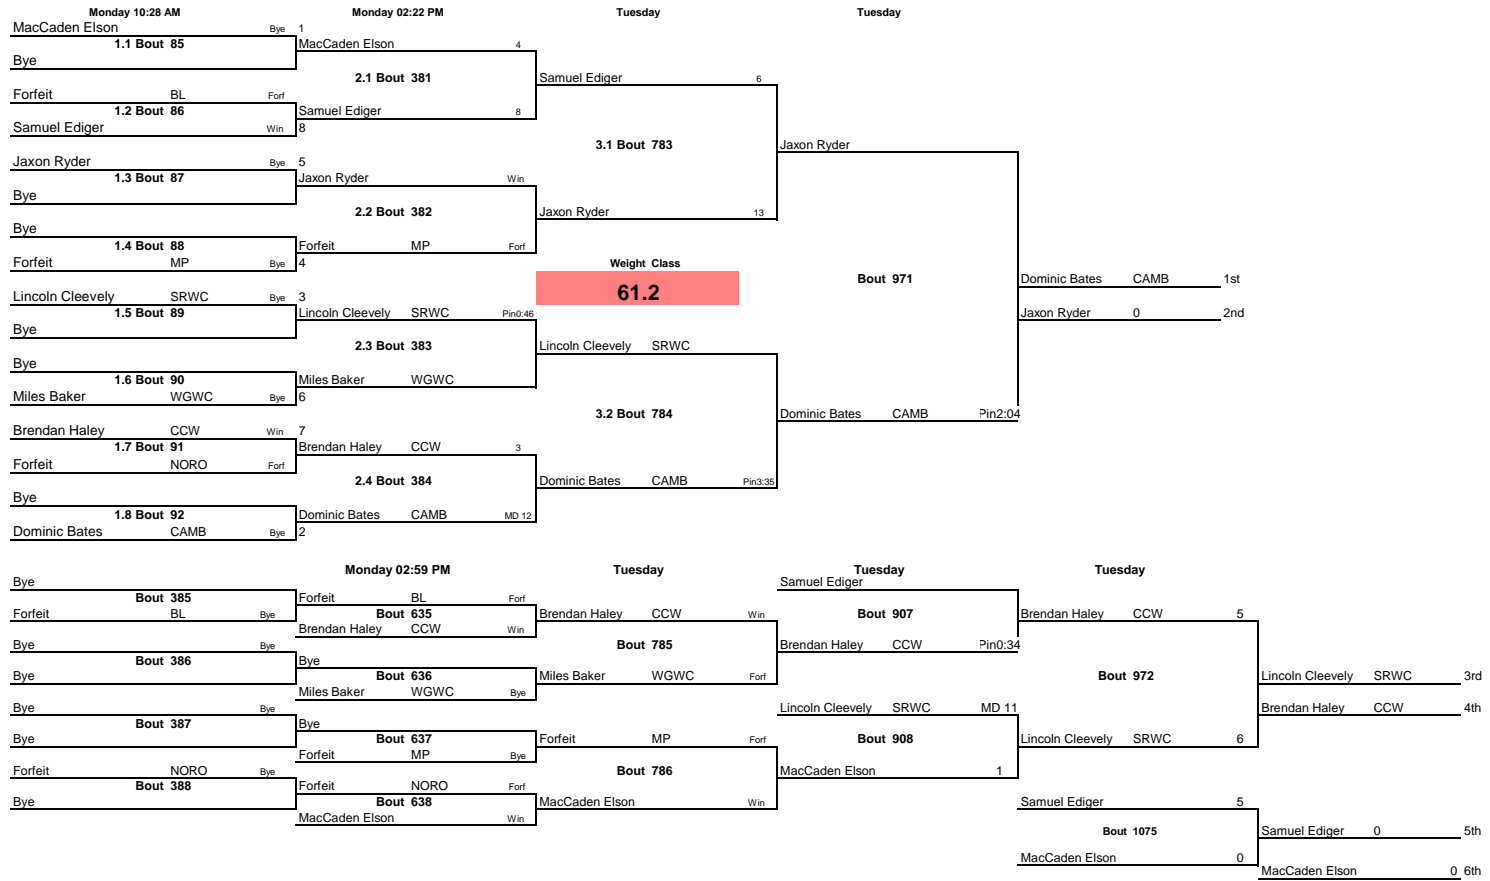 Monday 10:28 AM Monday 02:22 PM Tuesday Tuesday
MacCaden Elson Bye 1
1.1 Bout 85 MacCaden Elson 4
Bye
2.1 Bout 381 Samuel Ediger 6
Forfeit BL Forf
1.2 Bout 86 Samuel Ediger 8
Samuel Ediger Win 8
3.1 Bout 783 Jaxon Ryder
Jaxon Ryder Bye 5
1.3 Bout 87 Jaxon Ryder Win
Bye
2.2 Bout 382 Jaxon Ryder 13
Bye
1.4 Bout 88 Forfeit MP Forf
Forfeit MP Bye 4
Weight Class
Bout 971 Dominic Bates CAMB 1st
61.2
Lincoln Cleevely SRWC Bye 3
1.5 Bout 89 Lincoln Cleevely SRWC Pin0:46 Jaxon Ryder 0 2nd
Bye
2.3 Bout 383 Lincoln Cleevely SRWC
Bye
1.6 Bout 90 Miles Baker WGWC
Miles Baker WGWC Bye 6
3.2 Bout 784 Dominic Bates CAMB Pin2:04
Brendan Haley CCW Win 7
1.7 Bout 91 Brendan Haley CCW 3
Forfeit NORO Forf
2.4 Bout 384 Dominic Bates CAMB Pin3:35
Bye
1.8 Bout 92 Dominic Bates CAMB MD 12
Dominic Bates CAMB Bye 2
Monday 02:59 PM Tuesday Tuesday Tuesday
Bye Samuel Ediger
Bout 385 Forfeit BL Forf
Forfeit BL Bye Bout 635 Brendan Haley CCW Win Bout 907 Brendan Haley CCW 5
Brendan Haley CCW Win
Bye Bye Bout 785 Brendan Haley CCW Pin0:34
Bout 386 Bye
Bye Bout 636 Miles Baker WGWC Forf Bout 972 Lincoln Cleevely SRWC 3rd
Miles Baker WGWC Bye
Bye Bye Lincoln Cleevely SRWC MD 11 Brendan Haley CCW 4th
Bout 387 Bye
Bye Bout 637 Forfeit MP Forf Bout 908 Lincoln Cleevely SRWC 6
Forfeit MP Bye
Forfeit NORO Bye Bout 786 MacCaden Elson 1
Bout 388 Forfeit NORO Forf
Bye Bout 638 MacCaden Elson Win Samuel Ediger 5
MacCaden Elson Win
Bout 1075 Samuel Ediger 0 5th
MacCaden Elson 0
MacCaden Elson 0 6th